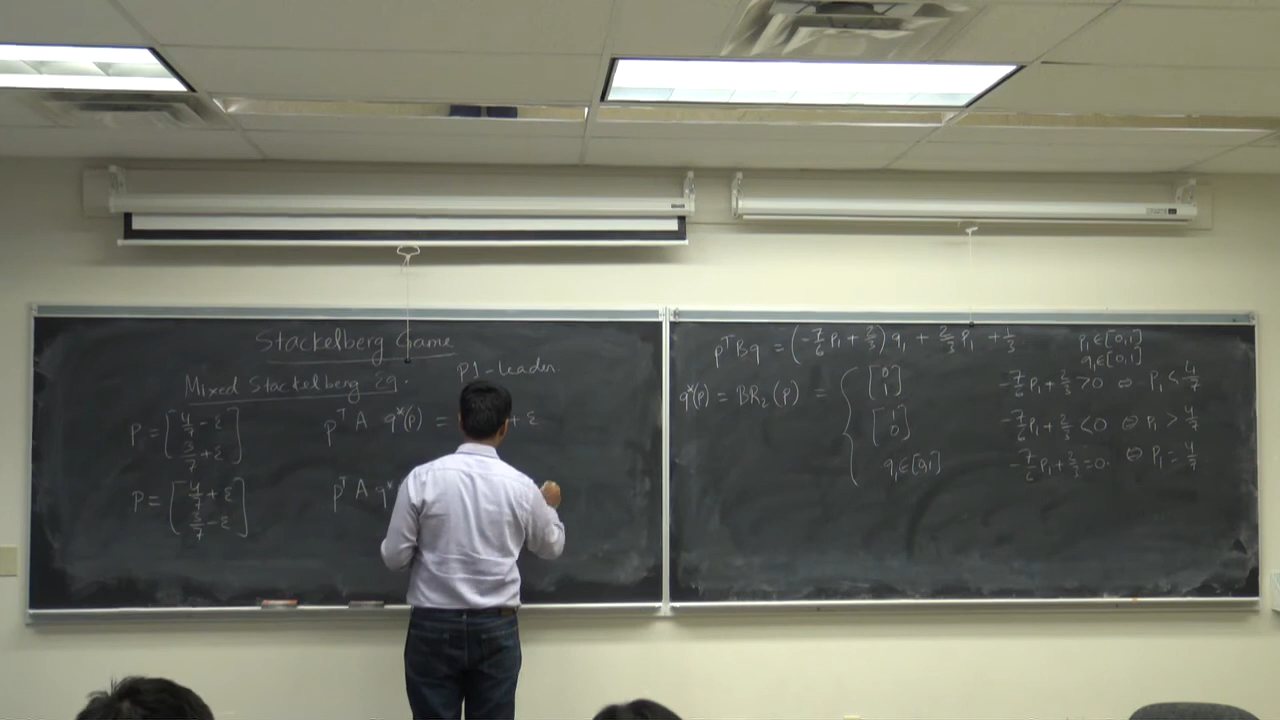 Stackelberg Game
Mixed Stackelberg Eq.
P1-leader.
p = [4/7 - ε
3/7 + ε]
pᵀ A q*(p) = + ε
p = [4/7 + ε
3/7 - ε]
pᵀ A q*
pᵀBq = (-7/6 p₁ + 2/3) q₁ + 2/3 p₁ + 1/3
p₁∈[0,1]
q₁∈[0,1]
q*(p) = BR₂(p) = { [0 1] -7/6 p₁ + 2/3 > 0 ⇔ p₁ < 4/7
[1 0] -7/6 p₁ + 2/3 < 0 ⇔ p₁ > 4/7
q₁∈[0,1] -7/6 p₁ + 2/3 = 0. ⇔ p₁ = 4/7